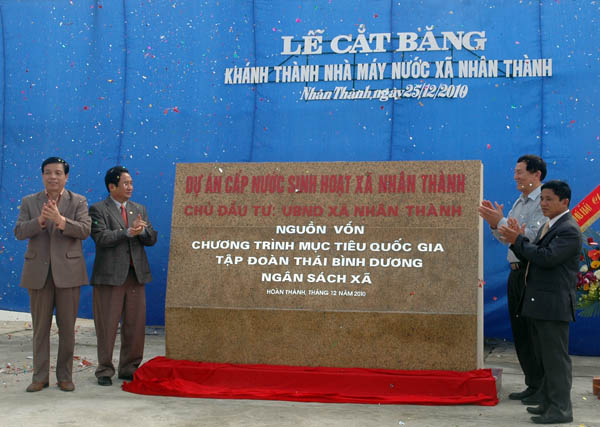 LỄ CẮT BĂNG
KHÁNH THÀNH NHÀ MÁY NƯỚC XÃ NHÂN THÀNH
Nhân Thành, ngày 25/12/2010
DỰ ÁN CẤP NƯỚC SINH HOẠT XÃ NHÂN THÀNH
CHỦ ĐẦU TƯ: UBND XÃ NHÂN THÀNH
NGUỒN VỐN
CHƯƠNG TRÌNH MỤC TIÊU QUỐC GIA
TẬP ĐOÀN THÁI BÌNH DƯƠNG
NGÂN SÁCH XÃ
HOÀN THÀNH, THÁNG 12 NĂM 2010